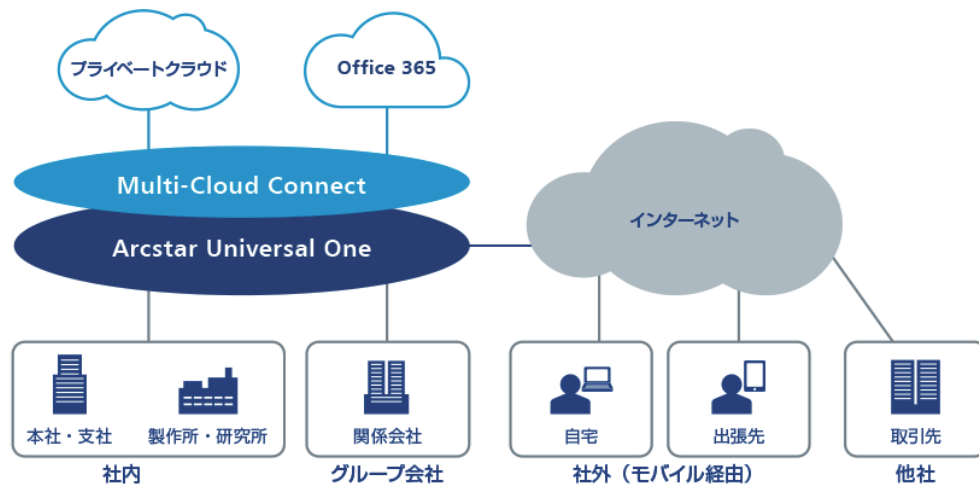 プライベートクラウド
Office 365
Multi-Cloud Connect
Arcstar Universal One
インターネット
本社・支社
製作所・研究所
関係会社
自宅
出張先
取引先
社内
グループ会社
社外（モバイル経由）
他社